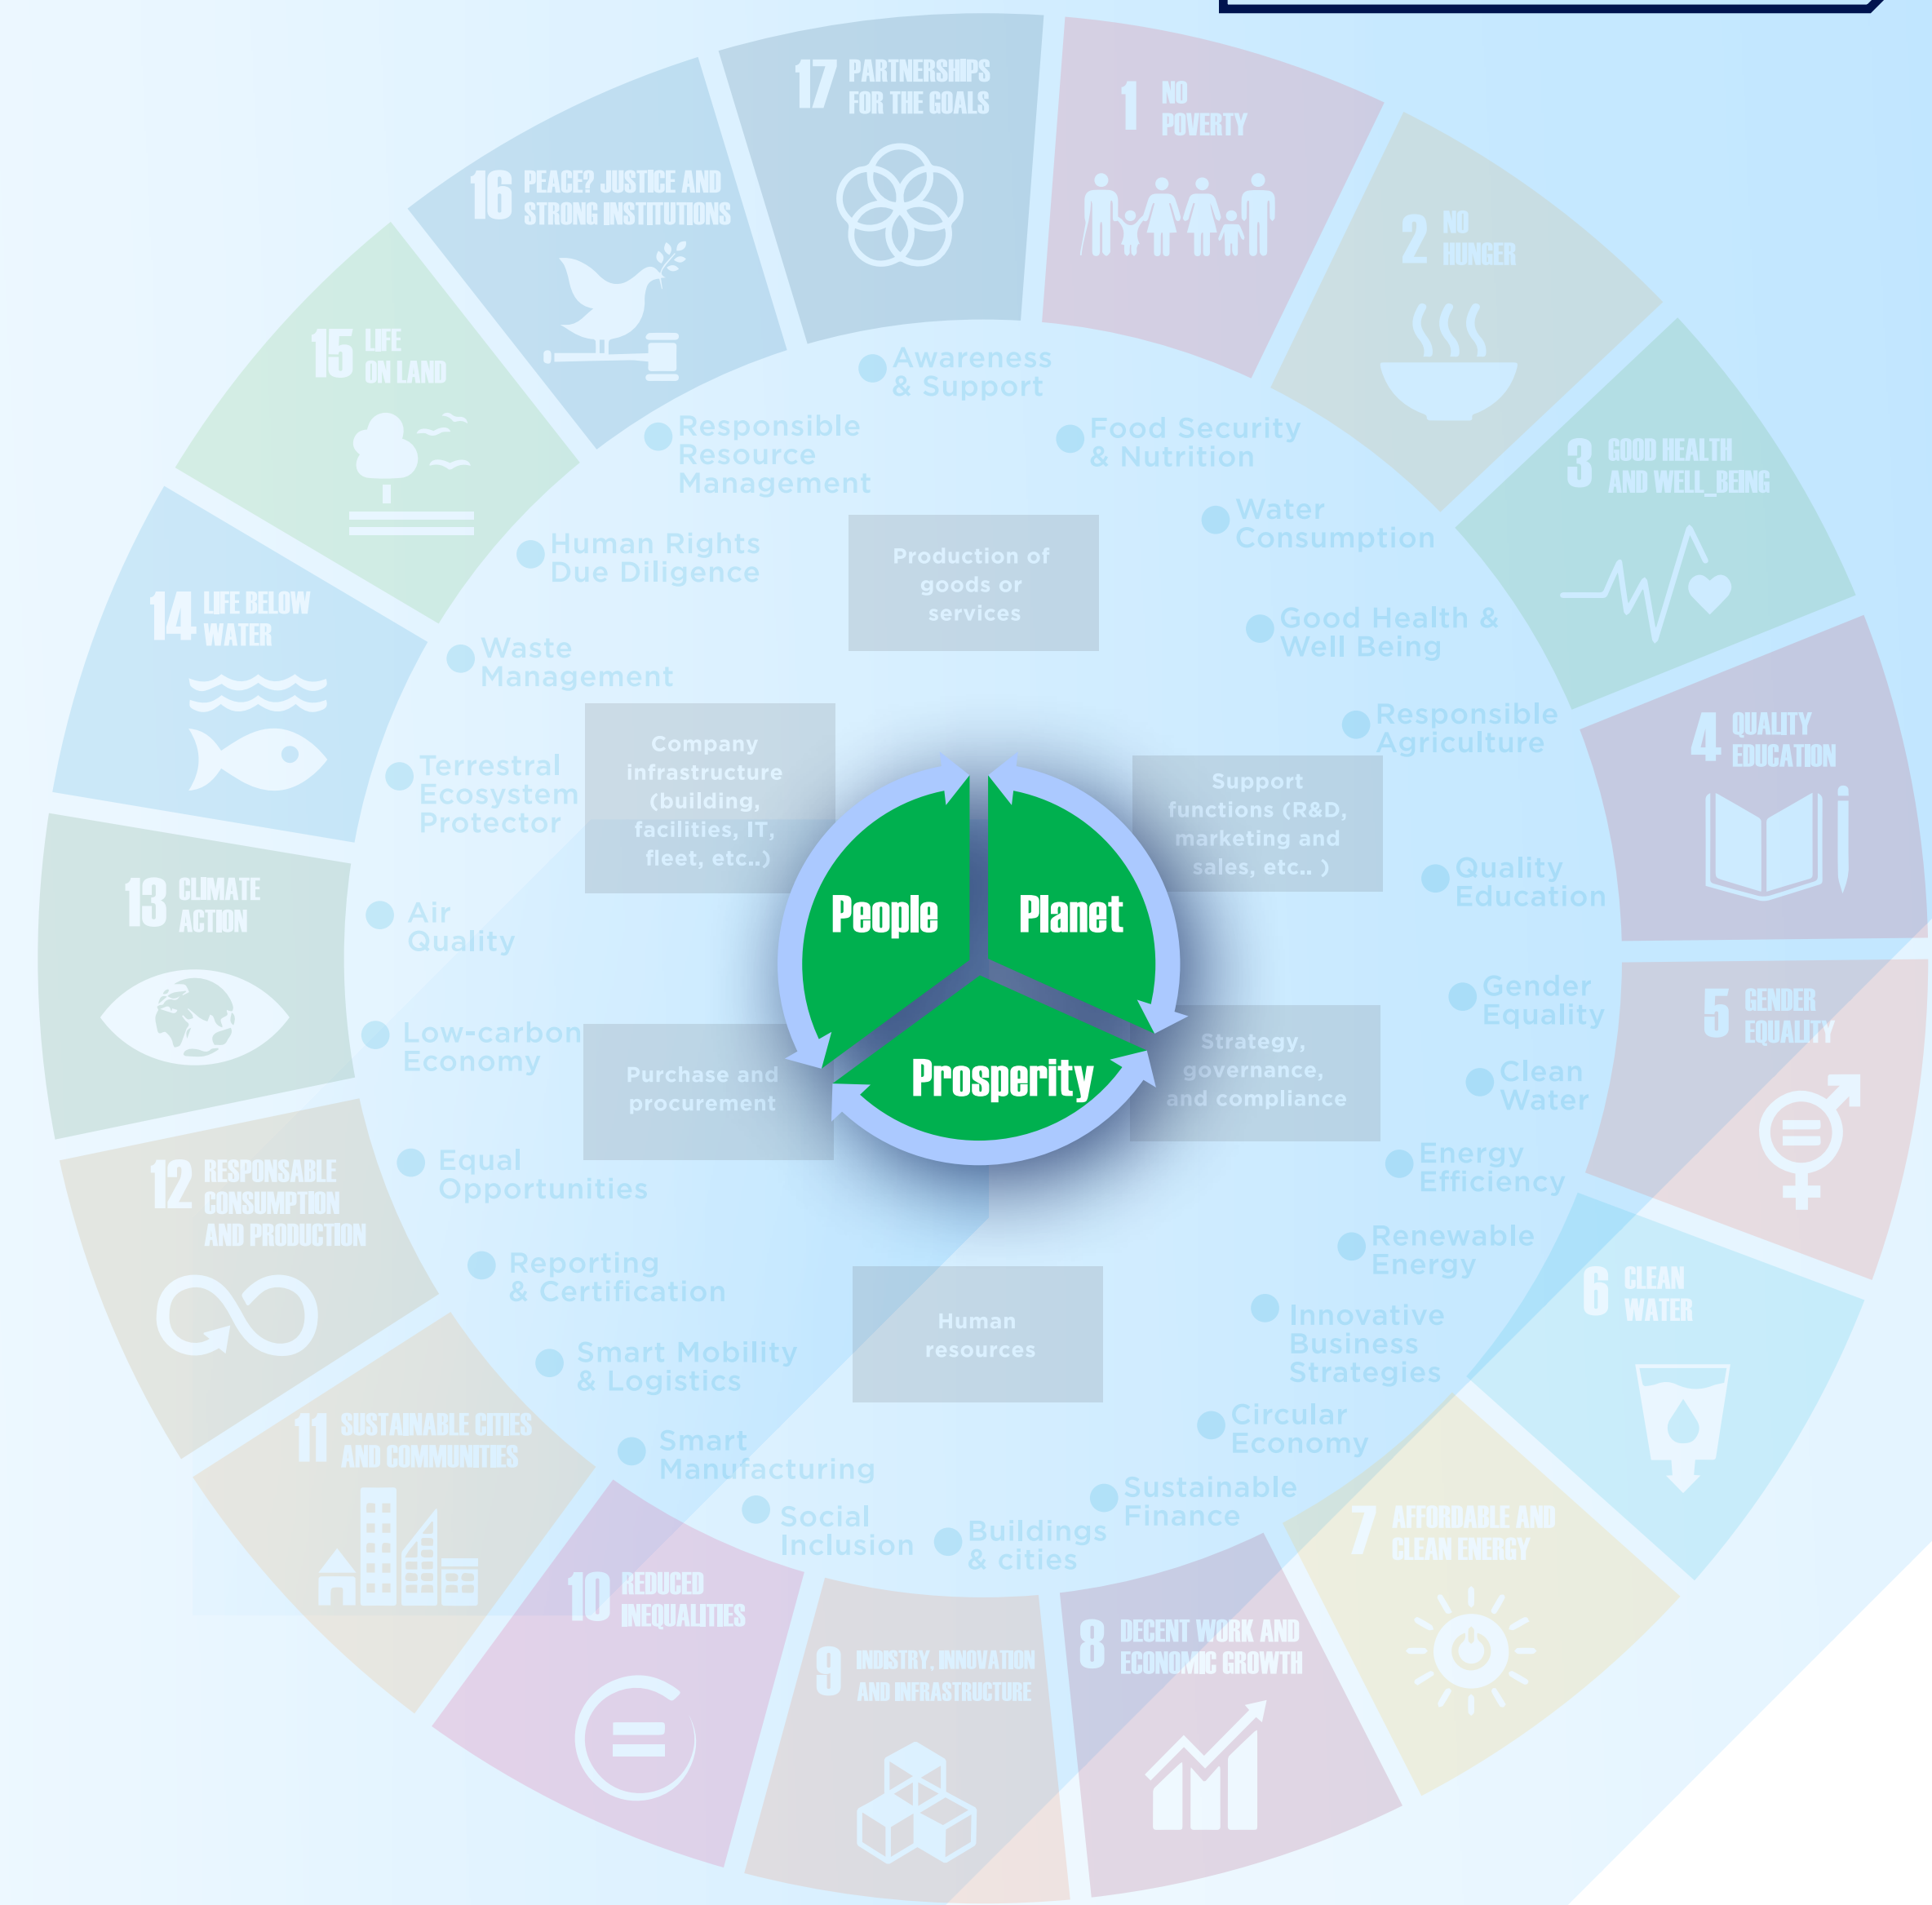 17 PARTNERSHIPS
FOR THE GOALS
1 NO
POVERTY
2 NO
HUNGER
3 GOOD HEALTH
AND WELL_BEING
4 QUALITY
EDUCATION
5 GENDER
EQUALITY
6 CLEAN
WATER
7 AFFORDABLE AND
CLEAN ENERGY
8 DECENT WORK AND
ECONOMIC GROWTH
9 INDISTRY, INNOVATION
AND INFRASTRUCTURE
10 REDUCED
INEQUALITIES
11 SUSTAINABLE CITIES
AND COMMUNITIES
12 RESPONSABLE
CONSUMPTION
AND PRODUCTION
13 CLIMATE
ACTION
14 LIFE BELOW
WATER
15 LIFE
ON LAND
16 PEACE? JUSTICE AND
STRONG INSTITUTIONS
Awareness
& Support
Food Security
& Nutrition
Water
Consumption
Good Health &
Well Being
Responsible
Agriculture
Quality
Education
Gender
Equality
Clean
Water
Energy
Efficiency
Renewable
Energy
Innovative
Business
Strategies
Circular
Economy
Sustainable
Finance
Buildings
& cities
Social
Inclusion
Smart
Manufacturing
Smart Mobility
& Logistics
Reporting
& Certification
Equal
Opportunities
Low-carbon
Economy
Air
Quality
Terrestral
Ecosystem
Protector
Waste
Management
Human Rights
Due Diligence
Responsible
Resource
Management
Production of
goods or
services
Company
infrastructure
(building,
facilities, IT,
fleet, etc..)
Support
functions (R&D,
marketing and
sales, etc.. )
Purchase and
procurement
Strategy,
governance,
and compliance
Human
resources
People
Planet
Prosperity